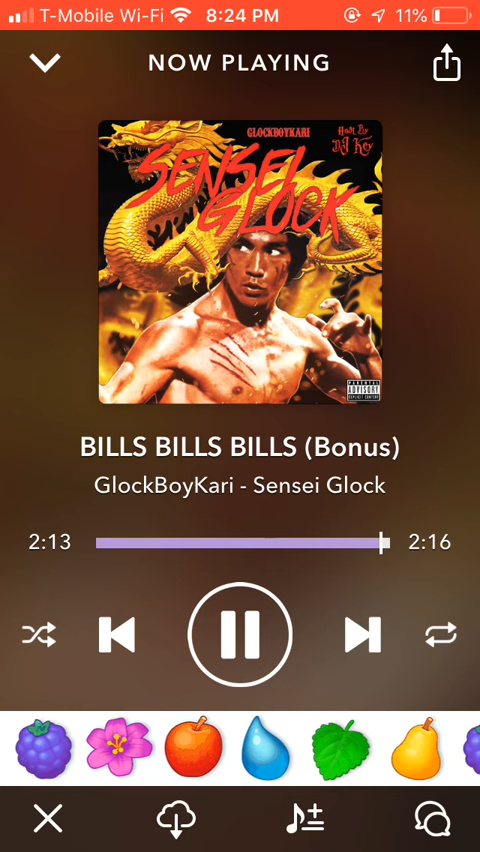 T-Mobile Wi-Fi 8:24 PM 11%
NOW PLAYING
GLOCKBOYKARI
Host By
DJ Key
SENSEI
GLOCK
PARENTAL
ADVISORY
EXPLICIT CONTENT
BILLS BILLS BILLS (Bonus)
GlockBoyKari - Sensei Glock
2:13 2:16